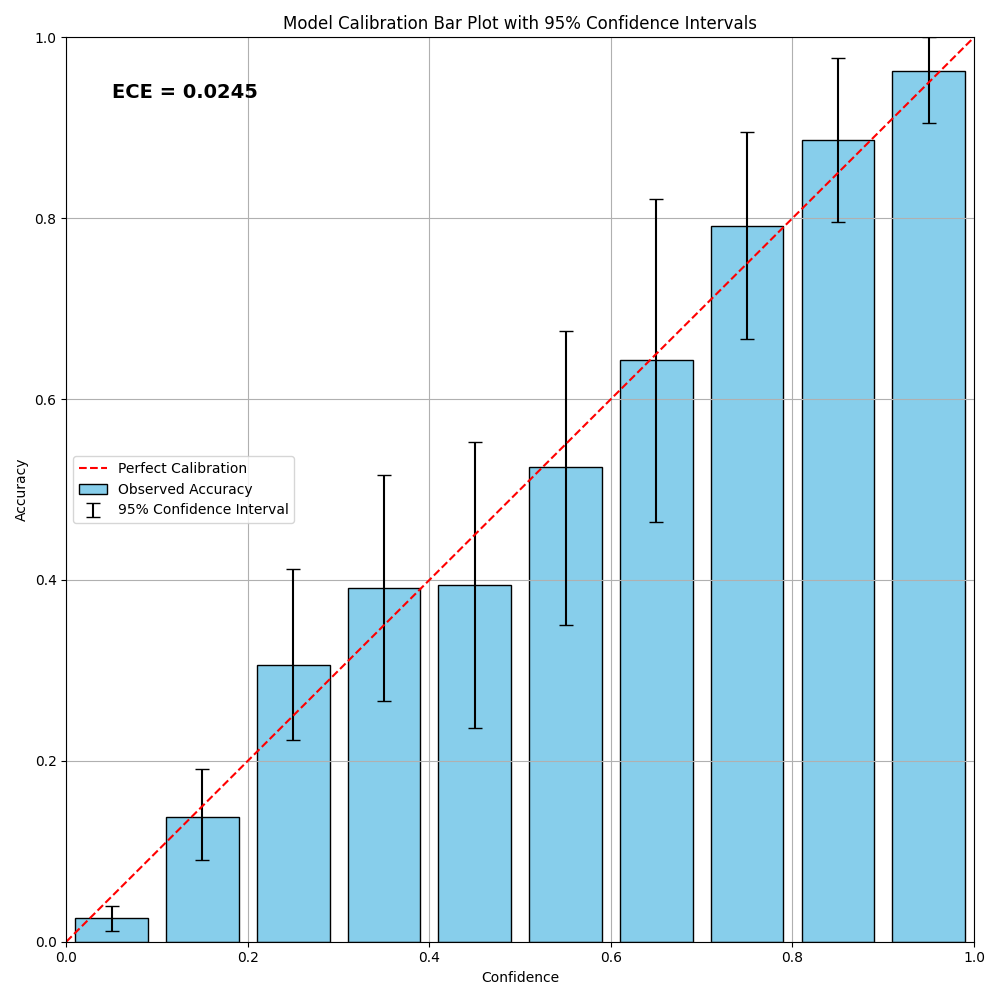 Model Calibration Bar Plot with 95% Confidence Intervals
ECE = 0.0245
1.0
0.8
0.6
0.4
0.2
0.0
Accuracy
Perfect Calibration
Observed Accuracy
95% Confidence Interval
0.0 0.2 0.4 0.6 0.8 1.0
Confidence